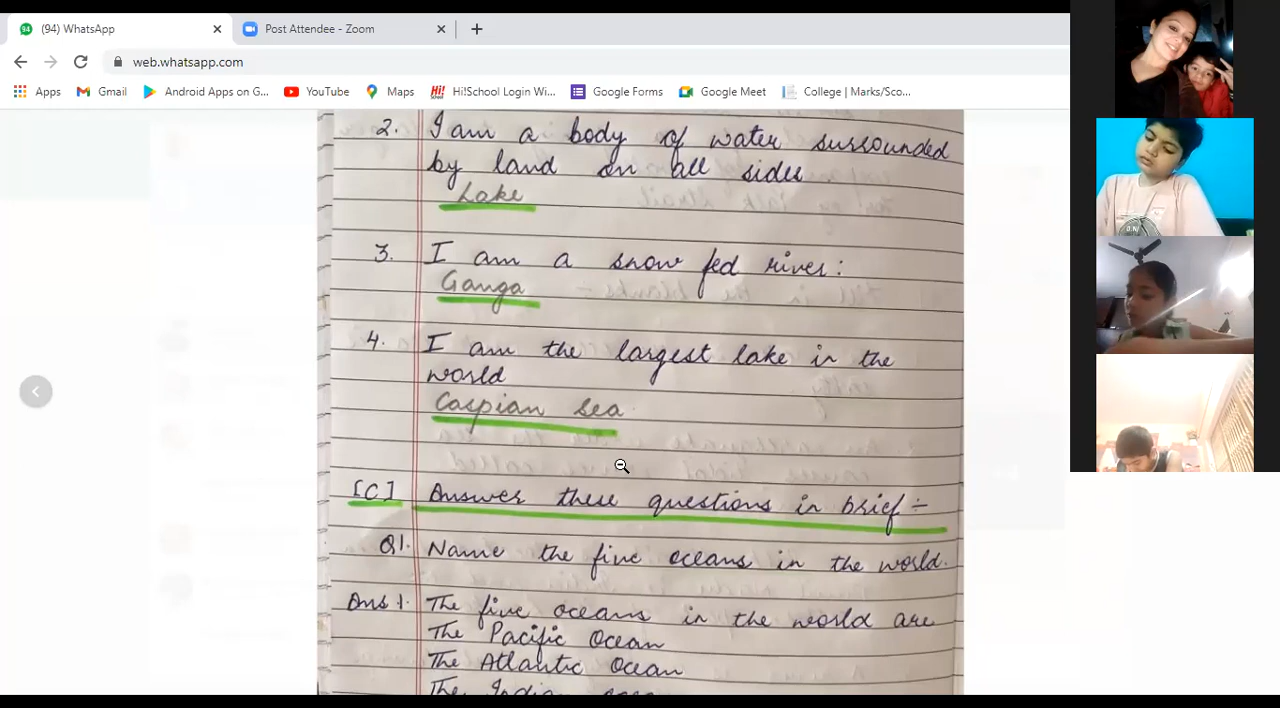 (94) WhatsApp
Post Attendee - Zoom
web.whatsapp.com
Apps
Gmail
Android Apps on G...
YouTube
Maps
Hi! Hi!School Login Wi...
Google Forms
Google Meet
College | Marks/Sco...
2. I am a body of water surrounded
by land on all sides
Lake
3. I am a snow fed river:
Ganga
4. I am the largest lake in the
world
Caspian Sea
[C] Answer these questions in brief :-
Q1. Name the five oceans in the world.
Ans 1. The five oceans in the world are
The Pacific Ocean
The Atlantic Ocean
The Indian